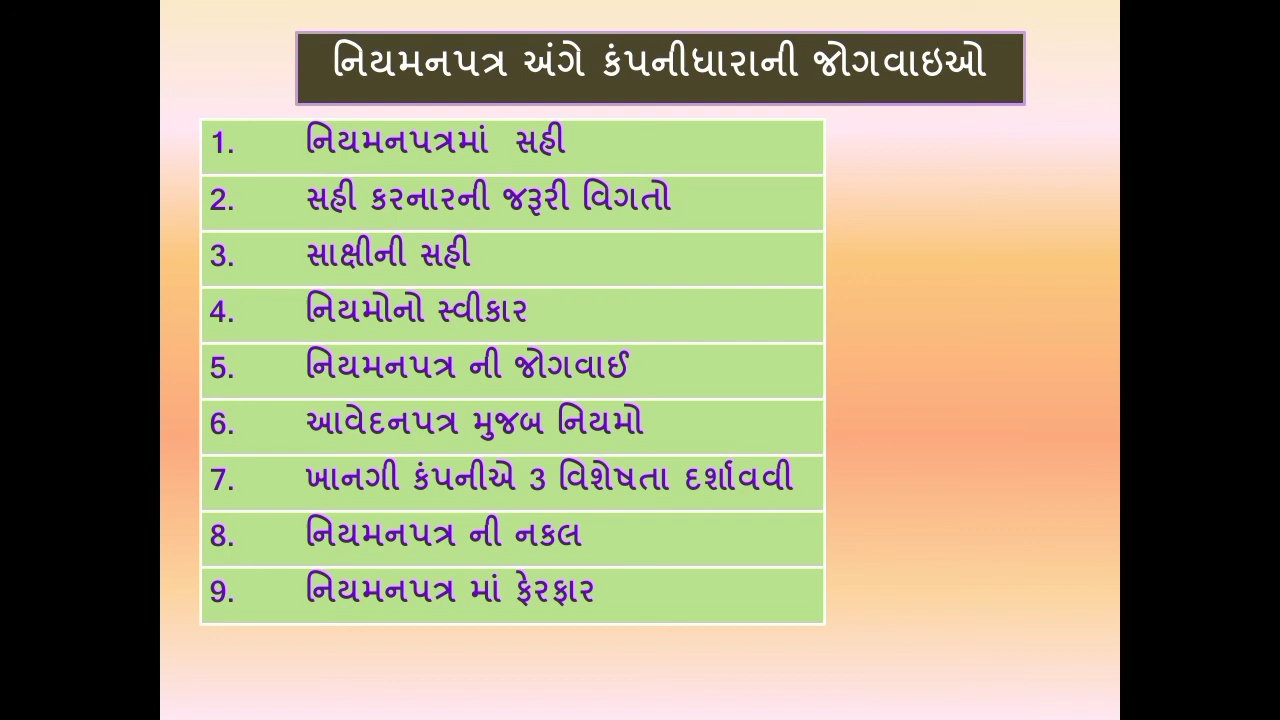 નિયમનપત્ર અંગે કંપનીધારાની જોગવાઇઓ
1. નિયમનપત્રમાં સહી
2. સહી કરનારની જરૂરી વિગતો
3. સાક્ષીની સહી
4. નિયમોનો સ્વીકાર
5. નિયમનપત્ર ની જોગવાઈ
6. આવેદનપત્ર મુજબ નિયમો
7. ખાનગી કંપનીએ 3 વિશેષતા દર્શાવવી
8. નિયમનપત્ર ની નકલ
9. નિયમનપત્ર માં ફેરફાર